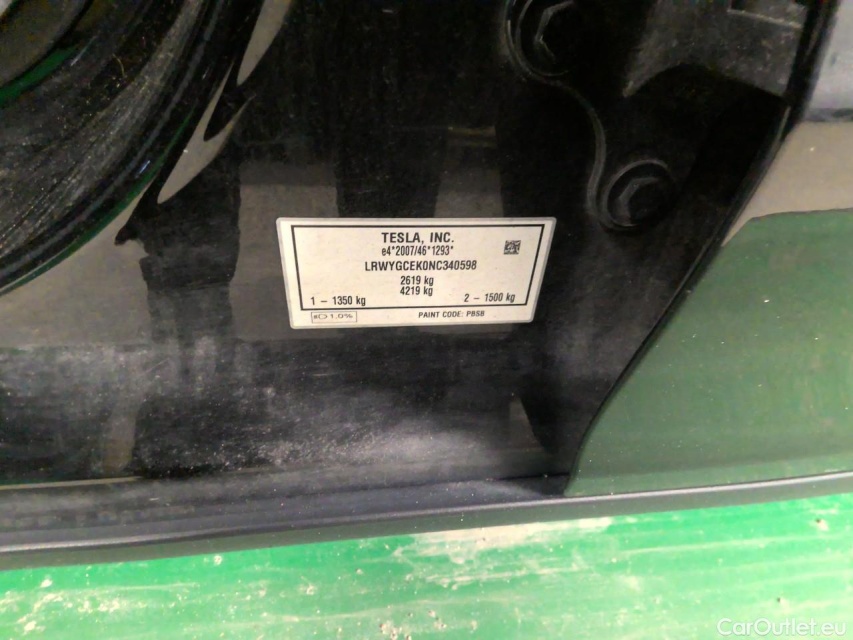 TESLA, INC.
e4*2007/46*1293*
LRWYGCEK0NC340598
2619 kg
4219 kg
1 – 1350 kg 2 – 1500 kg
1.0% PAINT CODE: PBSB
CarOutlet.eu